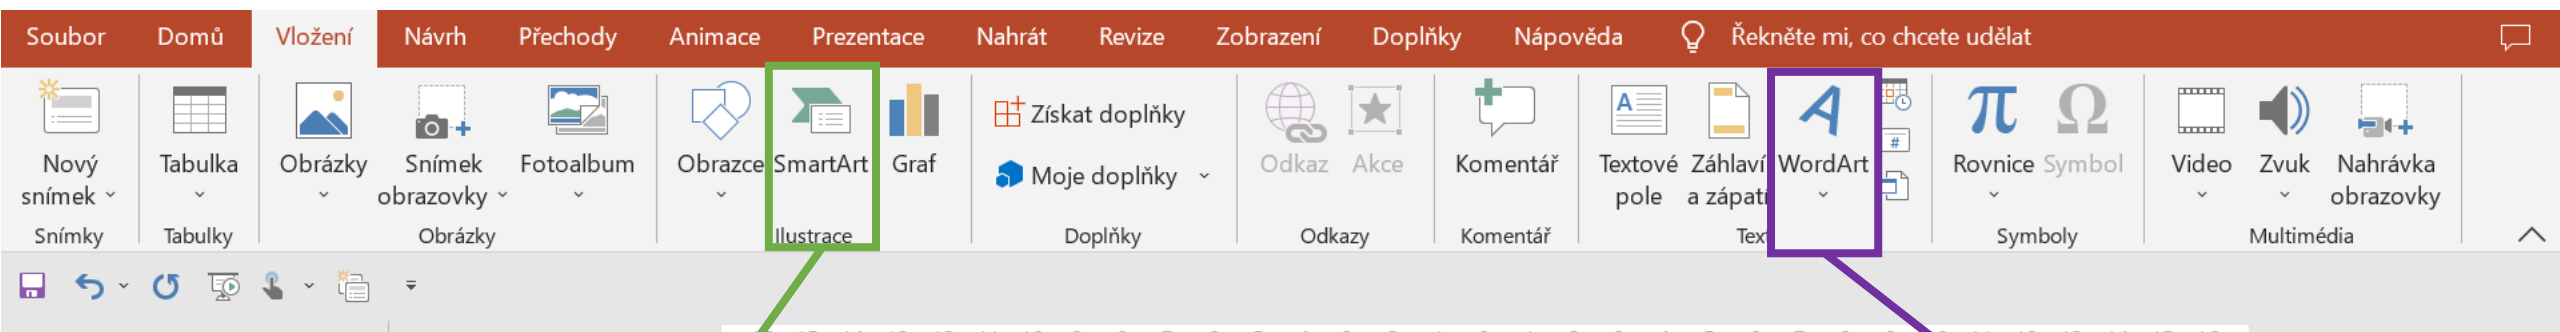 Soubor Domů Vložení Návrh Přechody Animace Prezentace Nahrát Revize Zobrazení Doplňky Nápověda Řekněte mi, co chcete udělat
Nový snímek
Tabulka
Obrázky
Snímek obrazovky
Fotoalbum
Obrazce
SmartArt
Graf
Získat doplňky
Moje doplňky
Odkaz
Akce
Komentář
Textové pole
Záhlaví a zápatí
WordArt
Rovnice
Symbol
Video
Zvuk
Nahrávka obrazovky
Snímky Tabulky Obrázky Ilustrace Doplňky Odkazy Komentář Text Symboly Multimédia